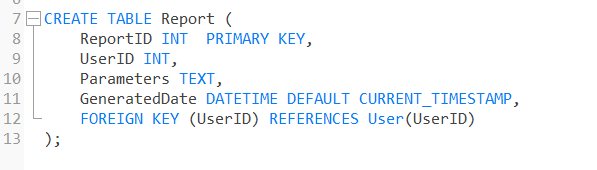 7 CREATE TABLE Report (
8 ReportID INT  PRIMARY KEY,
9 UserID INT,
10 Parameters TEXT,
11 GeneratedDate DATETIME DEFAULT CURRENT_TIMESTAMP,
12 FOREIGN KEY (UserID) REFERENCES User(UserID)
13 );